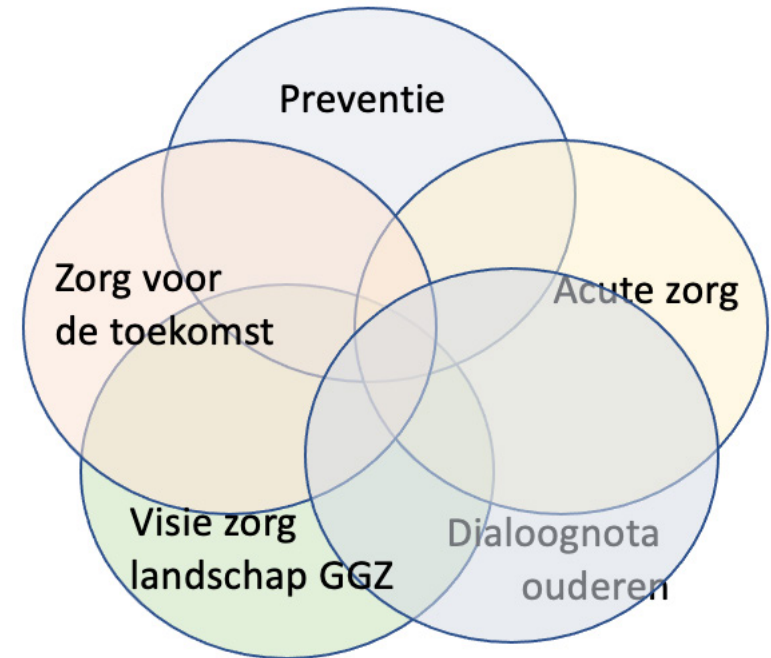 Preventie
Zorg voor
de toekomst
Acute zorg
Visie zorg
landschap GGZ
Dialoognota
ouderen